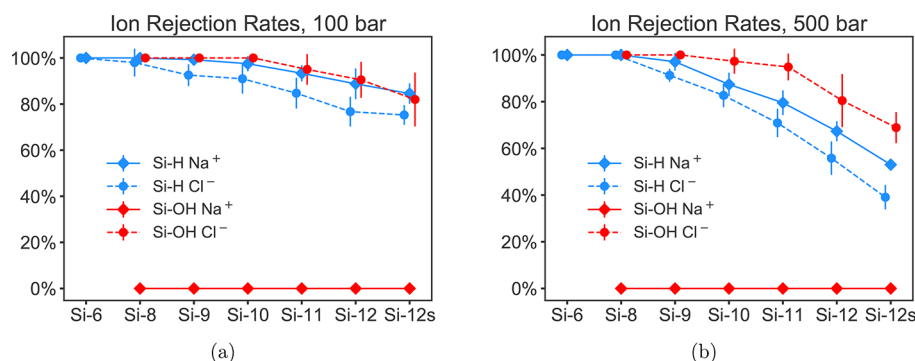 Ion Rejection Rates, 100 bar
100%
80%
60%
40%
20%
0%
Si-H Na+
Si-H Cl−
Si-OH Na+
Si-OH Cl−
Si-6 Si-8 Si-9 Si-10 Si-11 Si-12 Si-12s
(a)
Ion Rejection Rates, 500 bar
100%
80%
60%
40%
20%
0%
Si-H Na+
Si-H Cl−
Si-OH Na+
Si-OH Cl−
Si-6 Si-8 Si-9 Si-10 Si-11 Si-12 Si-12s
(b)